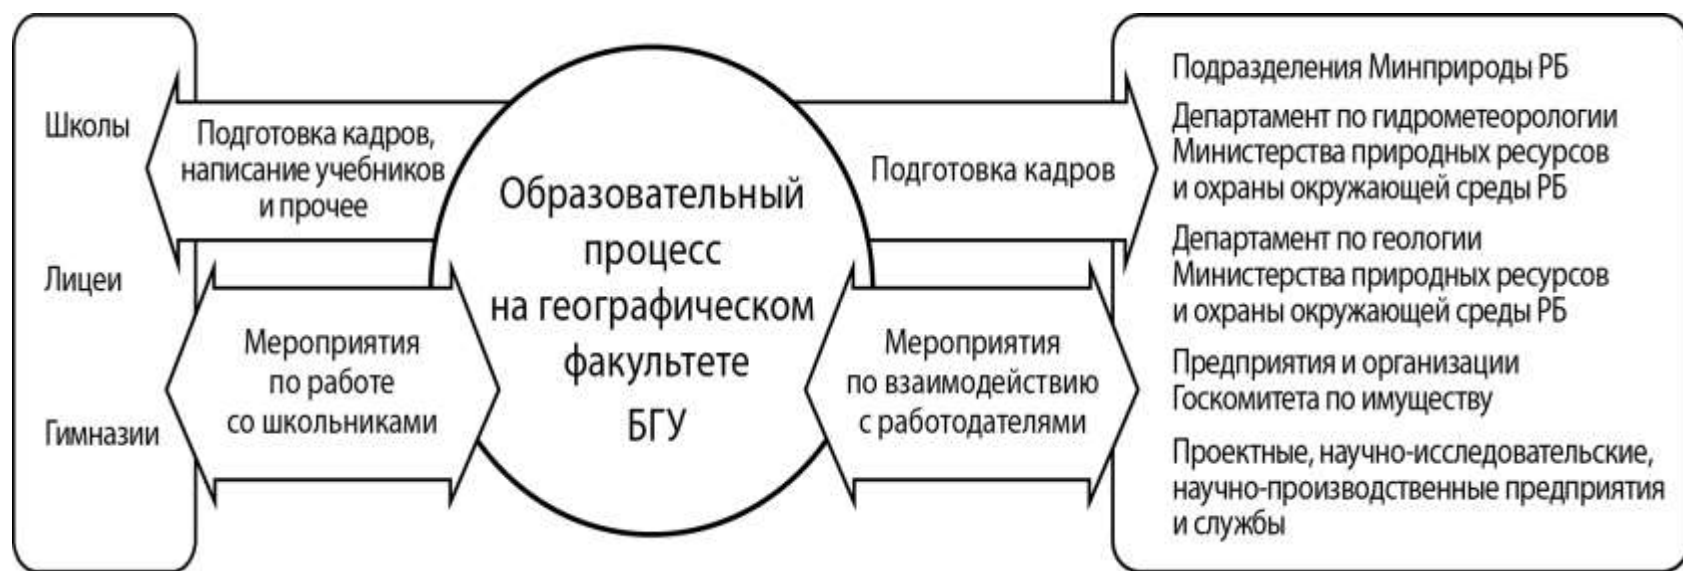 Школы
Лицеи
Гимназии
Подготовка кадров,
написание учебников
и прочее
Мероприятия
по работе
со школьниками
Образовательный
процесс
на географическом
факультете
БГУ
Подготовка кадров
Мероприятия
по взаимодействию
с работодателями
Подразделения Минприроды РБ
Департамент по гидрометеорологии
Министерства природных ресурсов
и охраны окружающей среды РБ
Департамент по геологии
Министерства природных ресурсов
и охраны окружающей среды РБ
Предприятия и организации
Госкомитета по имуществу
Проектные, научно-исследовательские,
научно-производственные предприятия
и службы